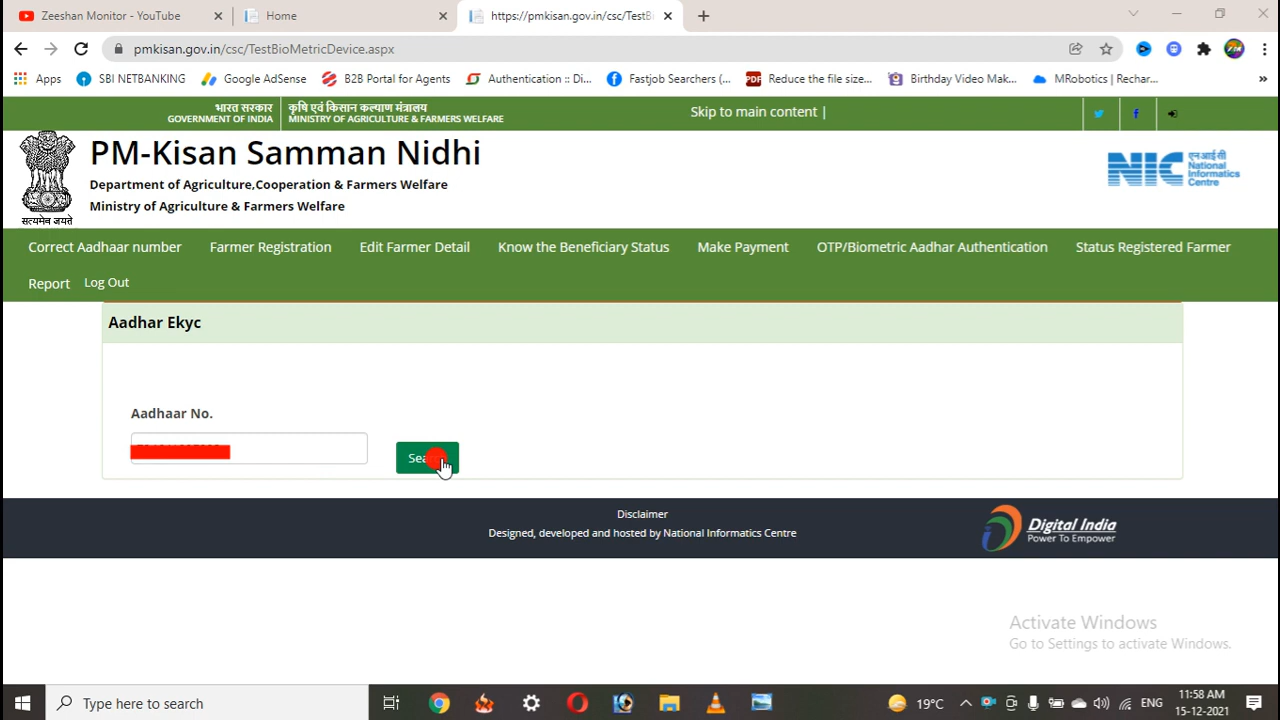 Zeeshan Monitor - YouTube
Home
https://pmkisan.gov.in/csc/TestB
pmkisan.gov.in/csc/TestBioMetricDevice.aspx
Apps
SBI NETBANKING
Google AdSense
B2B Portal for Agents
Authentication :: Di...
Fastjob Searchers (...
PDF
Reduce the file size...
Birthday Video Mak...
MRobotics | Rechar...
»
भारत सरकार
GOVERNMENT OF INDIA
कृषि एवं किसान कल्याण मंत्रालय
MINISTRY OF AGRICULTURE & FARMERS WELFARE
Skip to main content |
सत्यमेव जयते
PM-Kisan Samman Nidhi
Department of Agriculture,Cooperation & Farmers Welfare
Ministry of Agriculture & Farmers Welfare
NIC
एन आई सी
National
Informatics
Centre
Correct Aadhaar number
Farmer Registration
Edit Farmer Detail
Know the Beneficiary Status
Make Payment
OTP/Biometric Aadhar Authentication
Status Registered Farmer
Report
Log Out
Aadhar Ekyc
Aadhaar No.
Disclaimer
Designed, developed and hosted by National Informatics Centre
Digital India
Power To Empower
Activate Windows
Go to Settings to activate Windows.
Type here to search
19°C
ENG
11:58 AM
15-12-2021